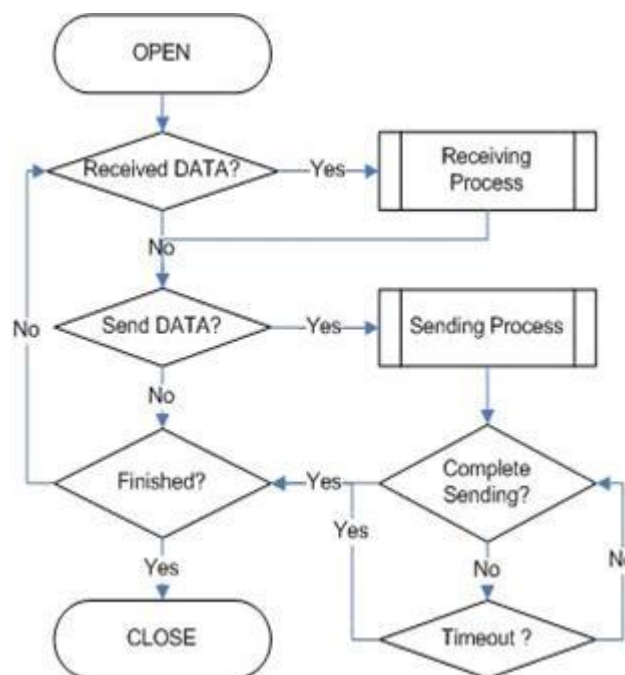 OPEN
Received DATA?
Yes
Receiving
Process
No
Send DATA?
Yes
Sending Process
No
No
Finished?
Yes
Complete
Sending?
Yes
Yes
No
No
CLOSE
Timeout ?